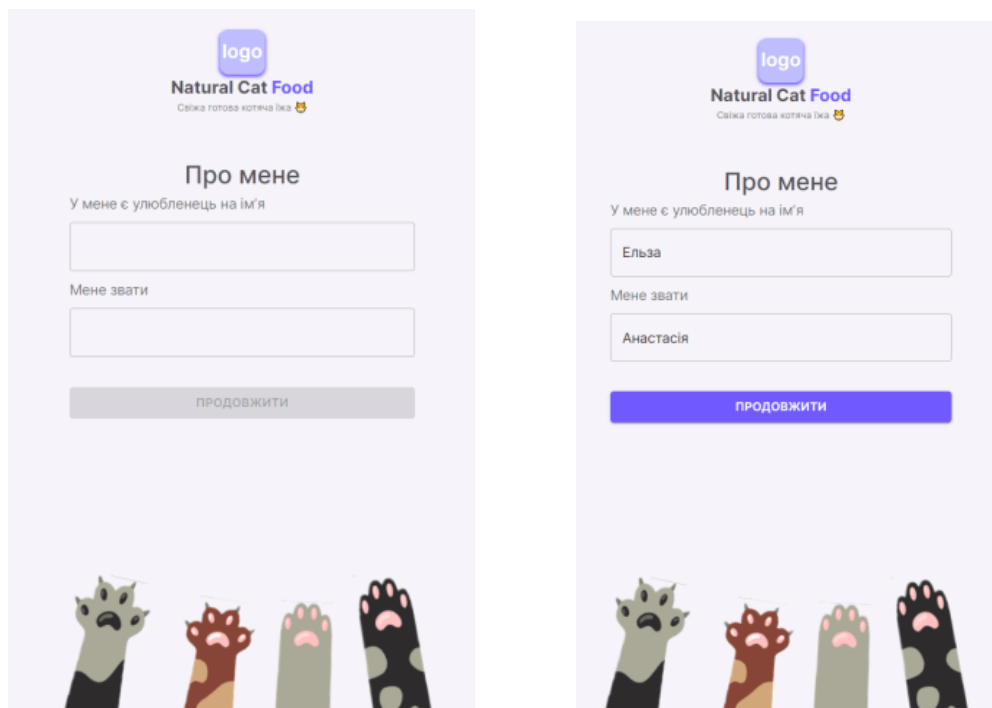 logo
Natural Cat Food
Свіжа готова котяча їжа 😺
Про мене
У мене є улюбленець на ім'я
Мене звати
ПРОДОВЖИТИ
logo
Natural Cat Food
Свіжа готова котяча їжа 😺
Про мене
У мене є улюбленець на ім'я
Ельза
Мене звати
Анастасія
ПРОДОВЖИТИ